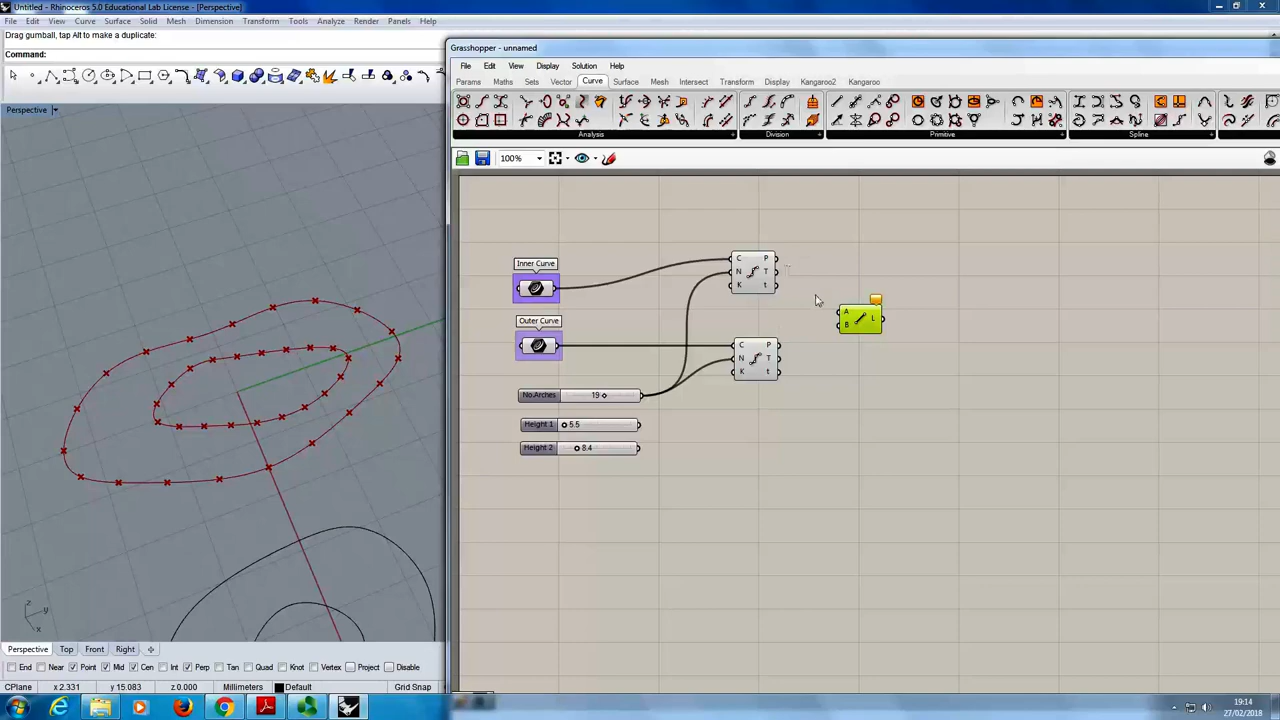 Untitled - Rhinoceros 5.0 Educational Lab License - [Perspective]
File Edit View Curve Surface Solid Mesh Dimension Transform Tools Analyze Render Panels Help
Drag gumball, tap Alt to make a duplicate:
Command:
Perspective
Grasshopper - unnamed
File Edit View Display Solution Help
Params Maths Sets Vector Curve Surface Mesh Intersect Transform Display Kangaroo2 Kangaroo
Analysis Division Primitive Spline
100%
Inner Curve
C P
N T
K t
A
B
L
Outer Curve
C P
N T
K t
No.Arches 19
Height 1 5.5
Height 2 8.4
z
y
x
Perspective Top Front Right
End Near Point Mid Cen Int Perp Tan Quad Knot Vertex Project Disable
CPlane x 2.331 y 15.083 z 0.000 Millimeters Default Grid Snap
19:14
27/02/2018